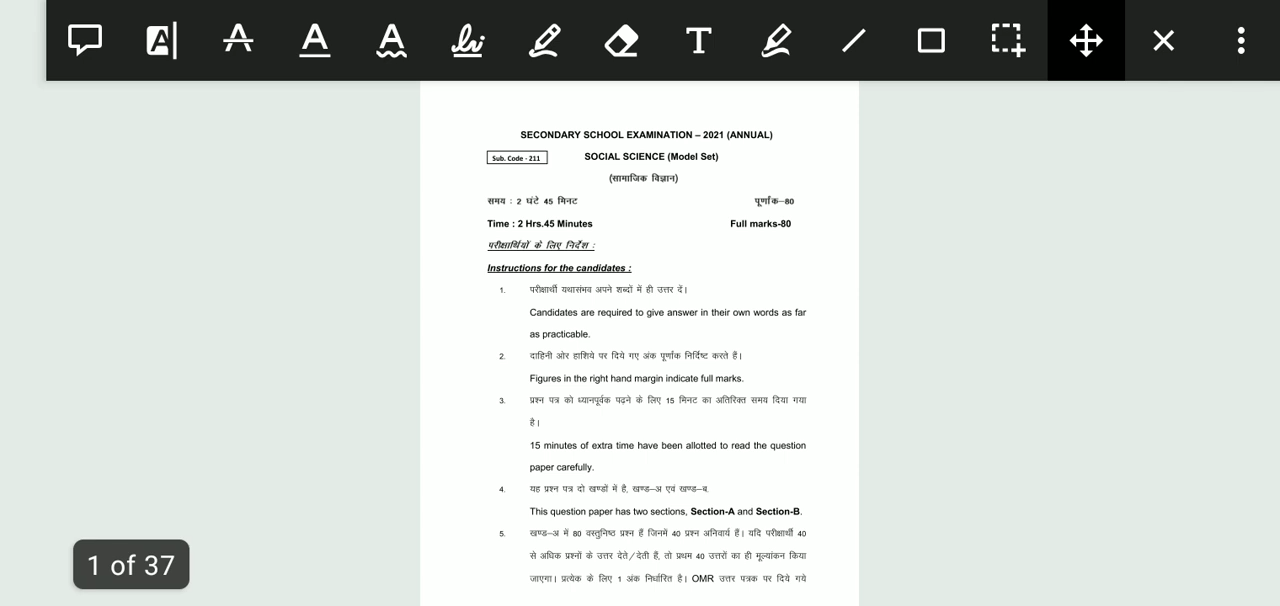 SECONDARY SCHOOL EXAMINATION – 2021 (ANNUAL)
Sub. Code - 211 SOCIAL SCIENCE (Model Set)
(सामाजिक विज्ञान)
समय : 2 घंटे 45 मिनट पूर्णांक–80
Time : 2 Hrs.45 Minutes Full marks-80
परीक्षार्थियों के लिए निर्देश :
Instructions for the candidates :
1. परीक्षार्थी यथासंभव अपने शब्दों में ही उत्तर दें।
Candidates are required to give answer in their own words as far
as practicable.
2. दाहिनी ओर हाशिये पर दिये गए अंक पूर्णांक निर्दिष्ट करते हैं।
Figures in the right hand margin indicate full marks.
3. प्रश्न पत्र को ध्यानपूर्वक पढ़ने के लिए 15 मिनट का अतिरिक्त समय दिया गया
है।
15 minutes of extra time have been allotted to read the question
paper carefully.
4. यह प्रश्न पत्र दो खण्डों में है, खण्ड–अ एवं खण्ड–ब.
This question paper has two sections, Section-A and Section-B.
5. खण्ड–अ में 80 वस्तुनिष्ठ प्रश्न हैं जिनमें 40 प्रश्न अनिवार्य हैं। यदि परीक्षार्थी 40
से अधिक प्रश्नों के उत्तर देते/देती हैं, तो प्रथम 40 उत्तरों का ही मूल्यांकन किया
जाएगा। प्रत्येक के लिए 1 अंक निर्धारित है। OMR उत्तर पत्रक पर दिये गये
1 of 37